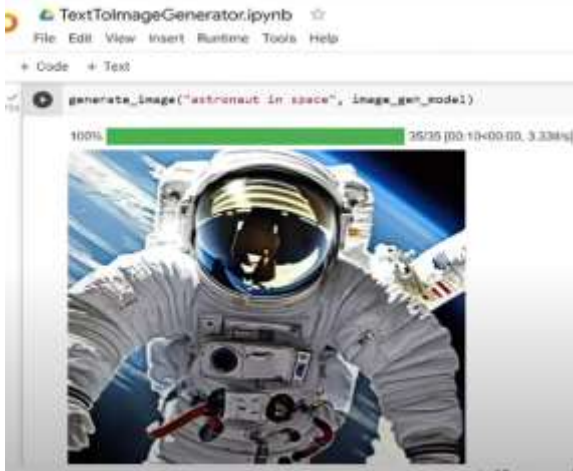 TextToImageGenerator.ipynb
File Edit View Insert Runtime Tools Help
+ Code + Text
generate_image("astronaut in space", image_gen_model)
100% 35/35 [00:10<00:00, 3.33it/s]